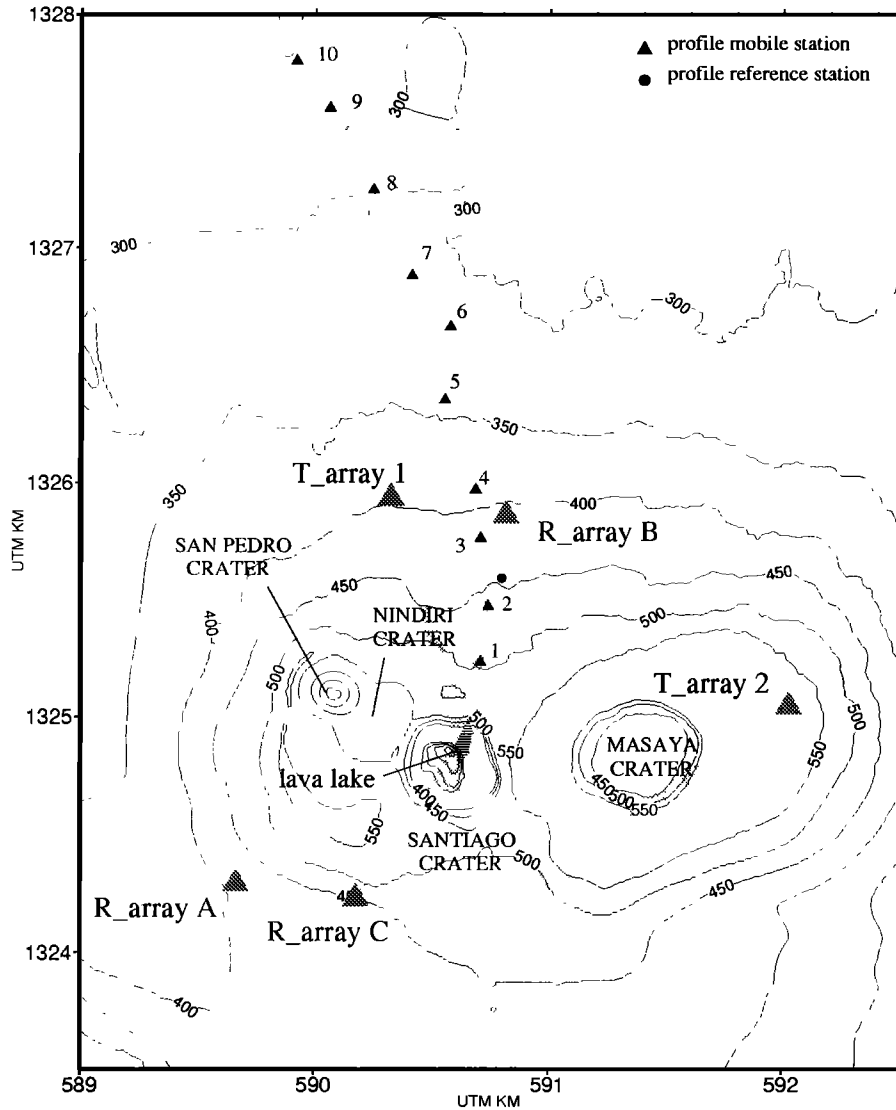 1328
10
profile mobile station
profile reference station
9
300
8
300
1327
300
7
300
6
5
350
T_array 1
4
1326
350
400
R_array B
3
SAN PEDRO
CRATER
450
450
400
NINDIRI
CRATER
2
500
1
500
T_array 2
1325
500
550
MASAYA
CRATER
550
lava lake
400
450
450
500
550
550
SANTIAGO
CRATER
500
450
R_array A
45
R_array C
1324
400
589
590
591
592
UTM KM
UTM KM